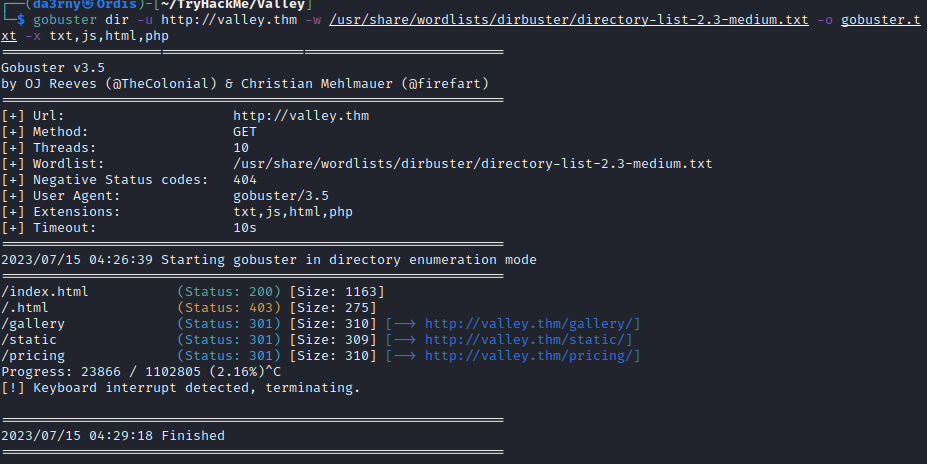 (da3rny㉿Ordis)-[~/TryHackMe/Valley]
$ gobuster dir -u http://valley.thm -w /usr/share/wordlists/dirbuster/directory-list-2.3-medium.txt -o gobuster.t
xt -x txt,js,html,php
===============================================================
Gobuster v3.5
by OJ Reeves (@TheColonial) & Christian Mehlmauer (@firefart)
===============================================================
[+] Url:                     http://valley.thm
[+] Method:                  GET
[+] Threads:                 10
[+] Wordlist:                /usr/share/wordlists/dirbuster/directory-list-2.3-medium.txt
[+] Negative Status codes:   404
[+] User Agent:              gobuster/3.5
[+] Extensions:              txt,js,html,php
[+] Timeout:                 10s
===============================================================
2023/07/15 04:26:39 Starting gobuster in directory enumeration mode
===============================================================
/index.html           (Status: 200) [Size: 1163]
/.html                (Status: 403) [Size: 275]
/gallery              (Status: 301) [Size: 310] [--> http://valley.thm/gallery/]
/static               (Status: 301) [Size: 309] [--> http://valley.thm/static/]
/pricing              (Status: 301) [Size: 310] [--> http://valley.thm/pricing/]
Progress: 23866 / 1102805 (2.16%)^C
[!] Keyboard interrupt detected, terminating.
===============================================================
2023/07/15 04:29:18 Finished
===============================================================